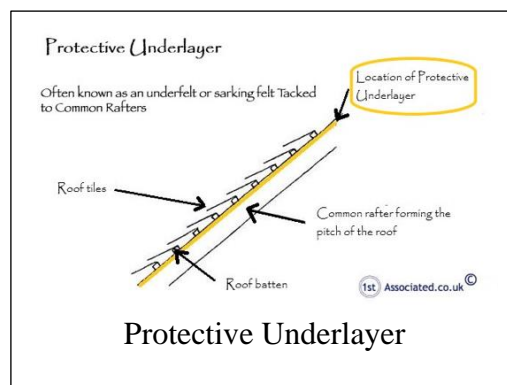 Protective Underlayer
Often known as an underfelt or sarking felt Tacked
to Common Rafters
Location of Protective
Underlayer
Roof tiles
Common rafter forming the
pitch of the roof
Roof batten
1st Associated.co.uk ©
Protective Underlayer